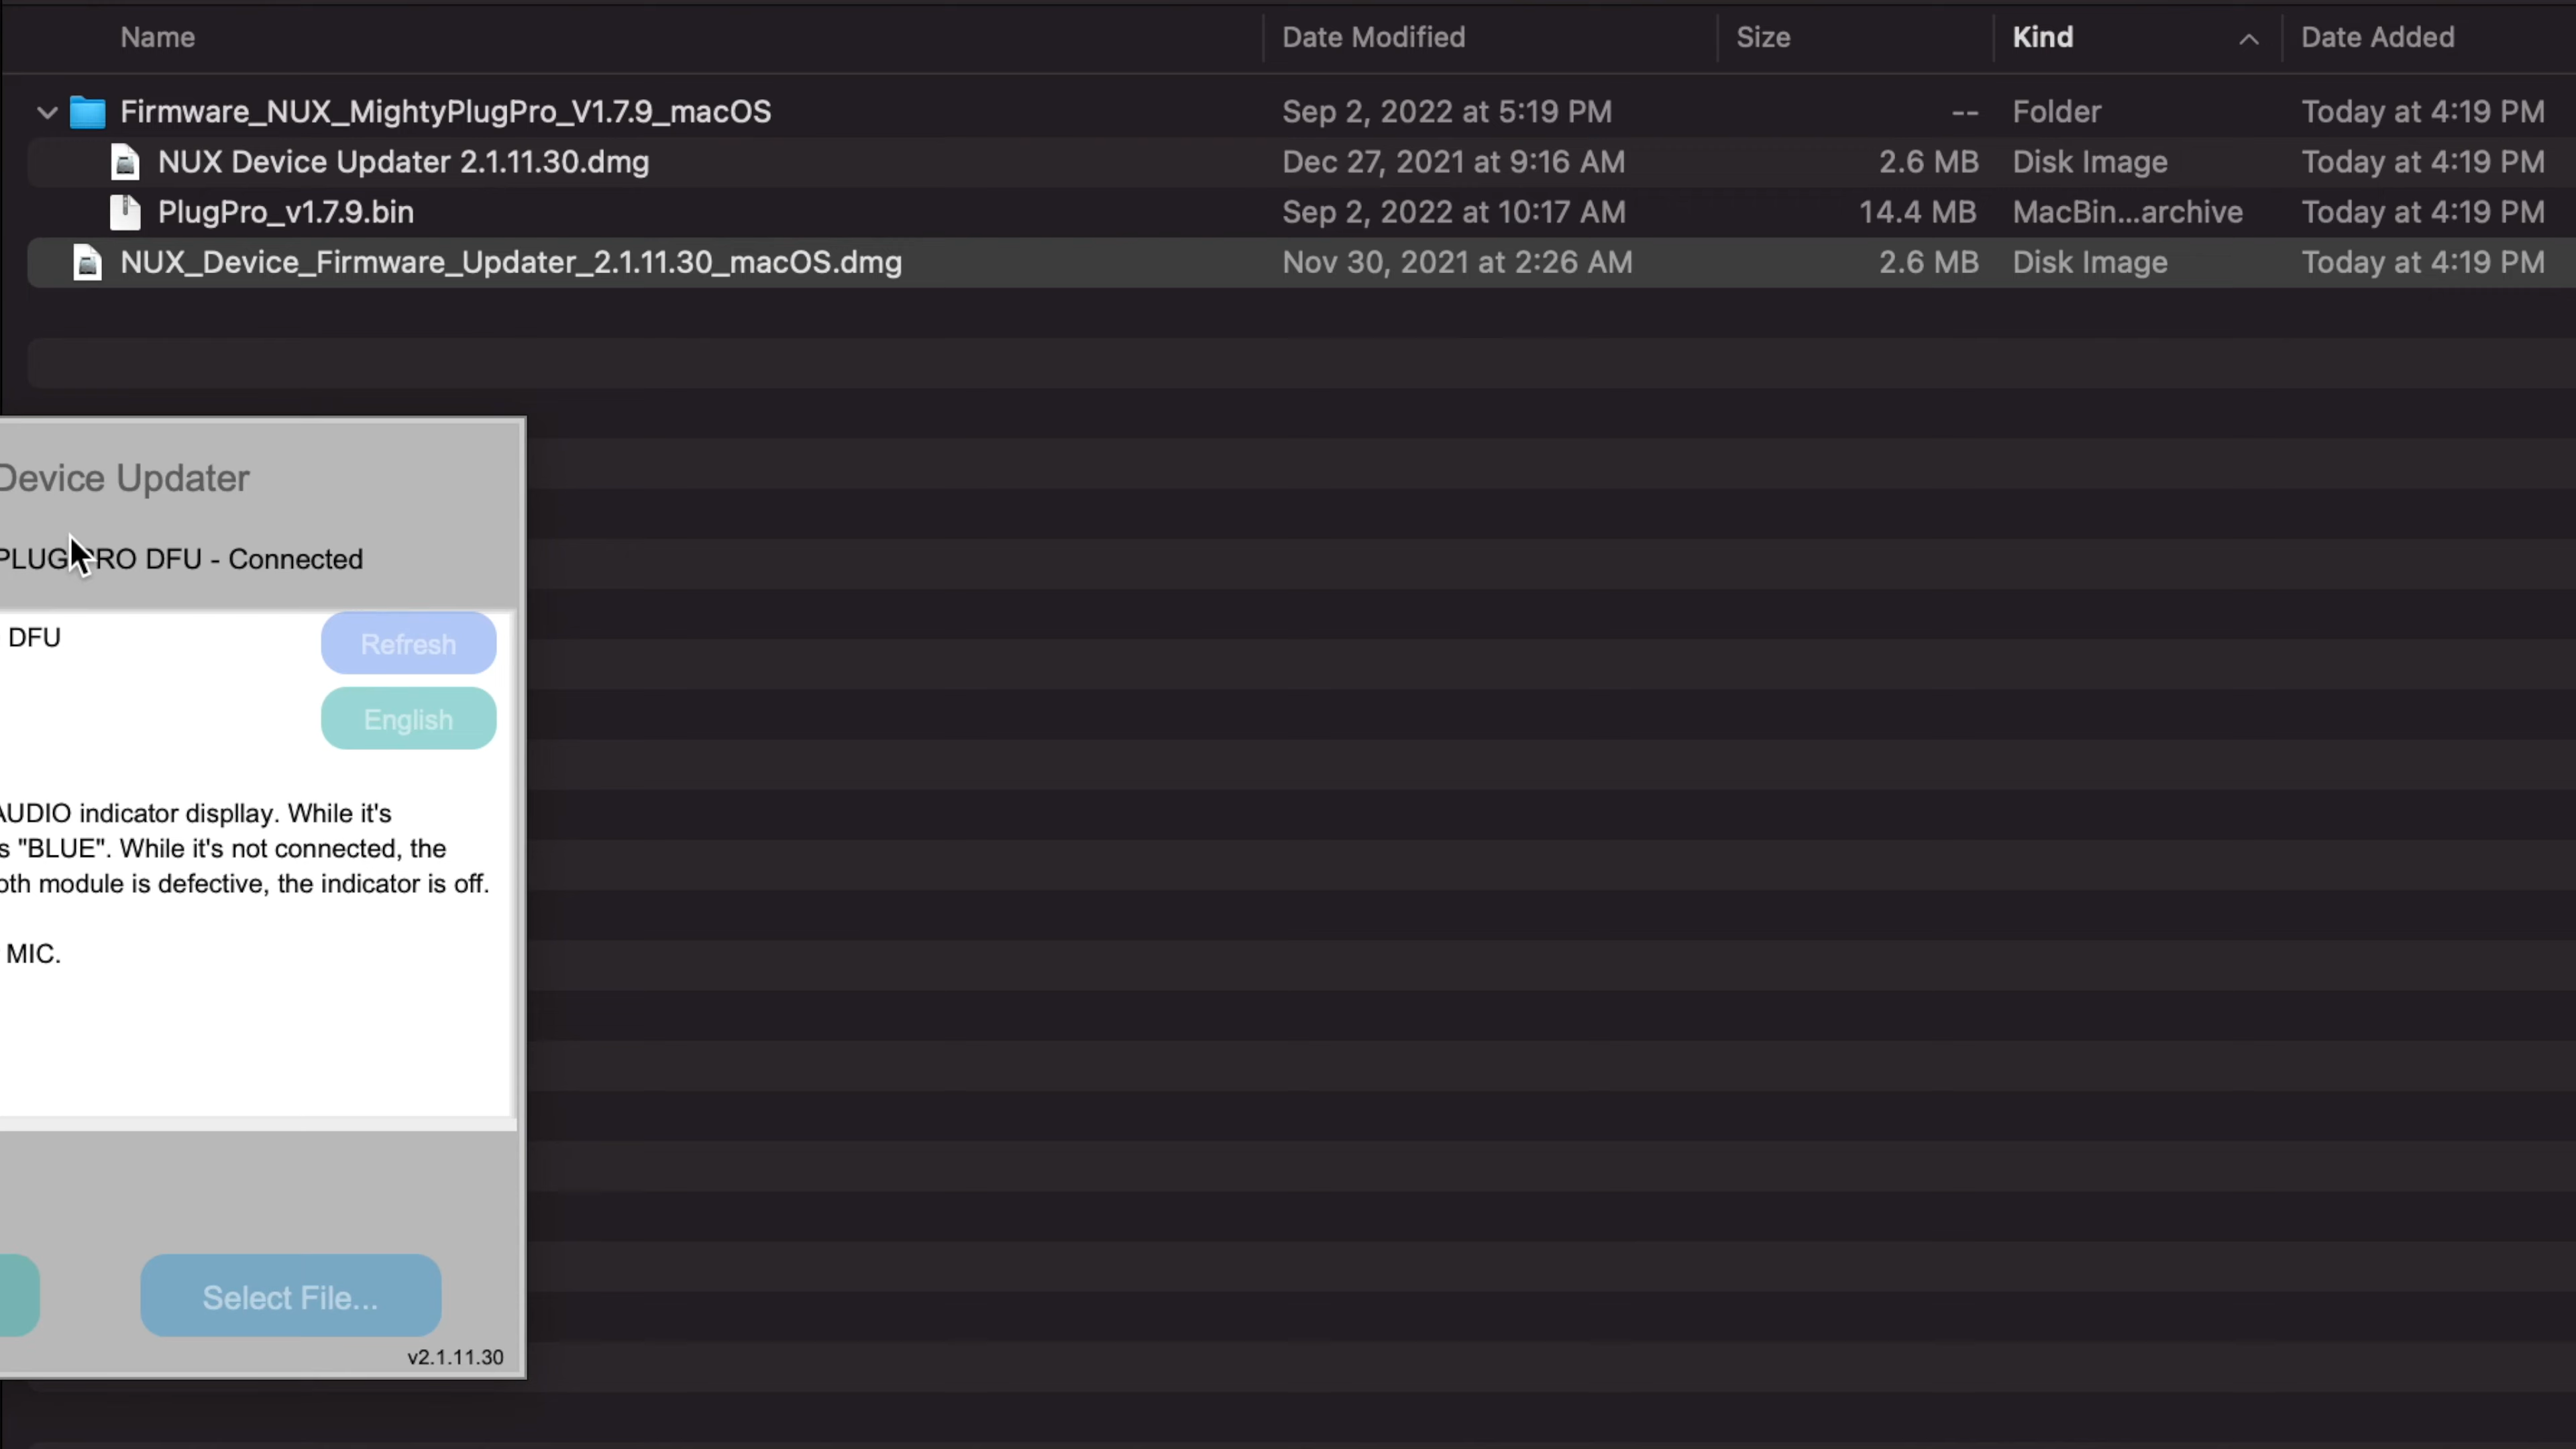 Name Date Modified Size Kind Date Added
Firmware_NUX_MightyPlugPro_V1.7.9_macOS Sep 2, 2022 at 5:19 PM -- Folder Today at 4:19 PM
NUX Device Updater 2.1.11.30.dmg Dec 27, 2021 at 9:16 AM 2.6 MB Disk Image Today at 4:19 PM
PlugPro_v1.7.9.bin Sep 2, 2022 at 10:17 AM 14.4 MB MacBin...archive Today at 4:19 PM
NUX_Device_Firmware_Updater_2.1.11.30_macOS.dmg Nov 30, 2021 at 2:26 AM 2.6 MB Disk Image Today at 4:19 PM
Device Updater
PLUG PRO DFU - Connected
DFU
Refresh
English
AUDIO indicator displlay. While it's
s "BLUE". While it's not connected, the
oth module is defective, the indicator is off.
MIC.
Select File...
v2.1.11.30